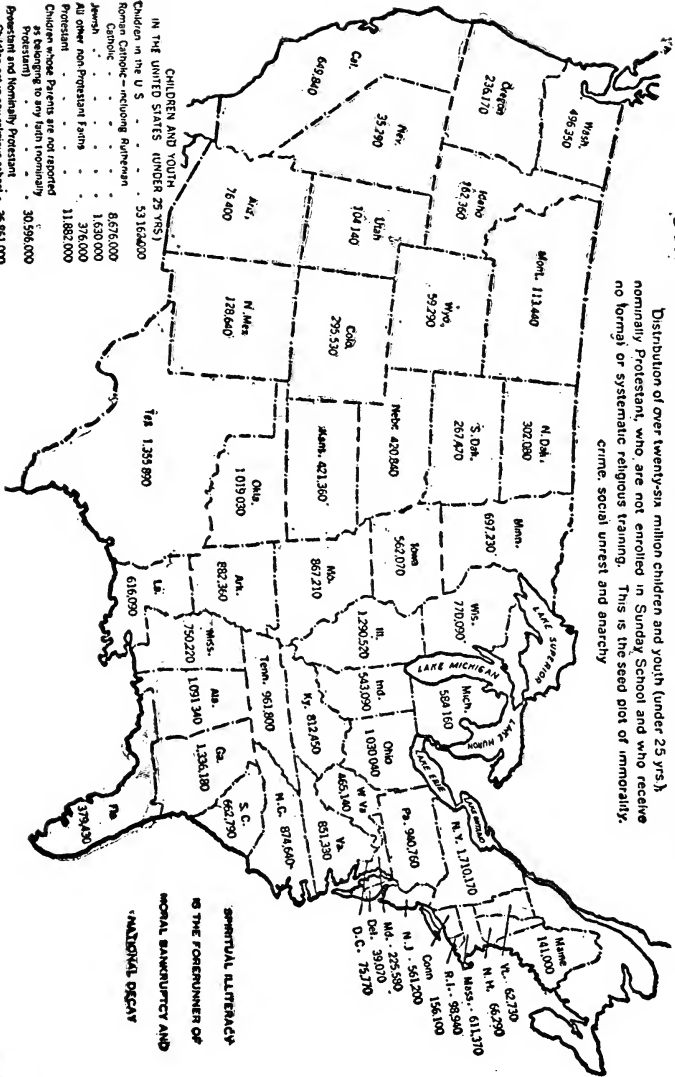 Distribution of over twenty-six million children and youth (under 25 yrs.),
nominally Protestant, who are not enrolled in Sunday School and who receive
no formal or systematic religious training. This is the seed plot of immorality,
crime, social unrest and anarchy
Wash.
496.350
Oregon
236.170
Cal.
649.840
Nev.
35.290
Idaho
162.360
Mont. 113.440
Wyo.
59.290
Utah
104.140
Ariz.
76.400
Colo.
295.530
N. Mex
128.640
N. Dak.
302.080
S. Dak.
267.470
Nebr. 420.840
Kans. 421.360
Okla.
1 019 030
Tex 1.355 890
Minn.
697.230
Iowa
562.070
Mo.
867.210
Ark.
882.360
La.
616.090
Wis.
770.090
Ill.
1.290.520
Mich.
584 160
Ind.
543.090
Ohio
1 030 040
Ky. 812,450
Tenn. 961.800
Miss.
750.220
Ala.
1 091 340
Ga.
1,336,180
Fla
379,430
S. C.
662,790
N.C. 874,640
Va.
851,330
W Va
465,140
Pa. 940,760
N. Y. 1,710,170
Maine
141,000
Vt. 62,730
N. H. 66,290
Mass. 611,370
R. I. 98,940
Conn 156,100
N. J. 561,200
Md. 225,580
Del. 39,070
D. C. 75,770
LAKE SUPERIOR
LAKE MICHIGAN
LAKE HURON
LAKE ERIE
L. ONTARIO
CHILDREN AND YOUTH
IN THE UNITED STATES (UNDER 25 YRS)
Children in the U S
Roman Catholic - including Ruthenian
Catholic 8,676.000
Jewish 1,630 000
All other non-Protestant Faiths 376.000
Protestant 11,882 000
Children whose Parents are not reported
as belonging to any faith (nominally
Protestant) 30,596.000
Protestant and Nominally Protestant
SPIRITUAL ILLITERACY
IS THE FORERUNNER OF
MORAL BANKRUPTCY AND
NATIONAL DECAY